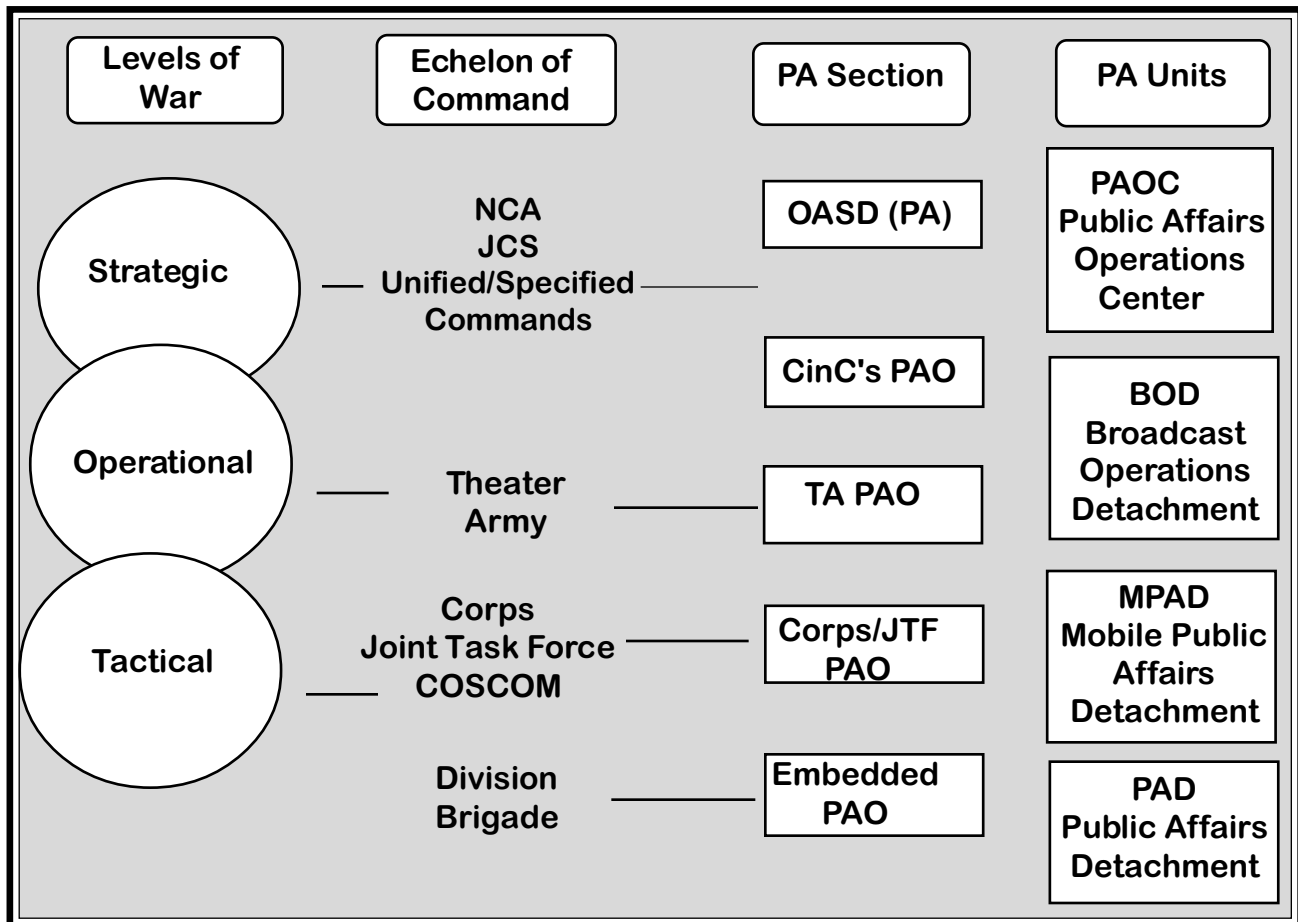 Levels of
War
Echelon of
Command
PA Section
PA Units
Strategic
NCA
JCS
Unified/Specified
Commands
OASD (PA)
CinC's PAO
PAOC
Public Affairs
Operations
Center
Operational
Theater
Army
TA PAO
BOD
Broadcast
Operations
Detachment
Tactical
Corps
Joint Task Force
COSCOM
Corps/JTF
PAO
MPAD
Mobile Public
Affairs
Detachment
Division
Brigade
Embedded
PAO
PAD
Public Affairs
Detachment